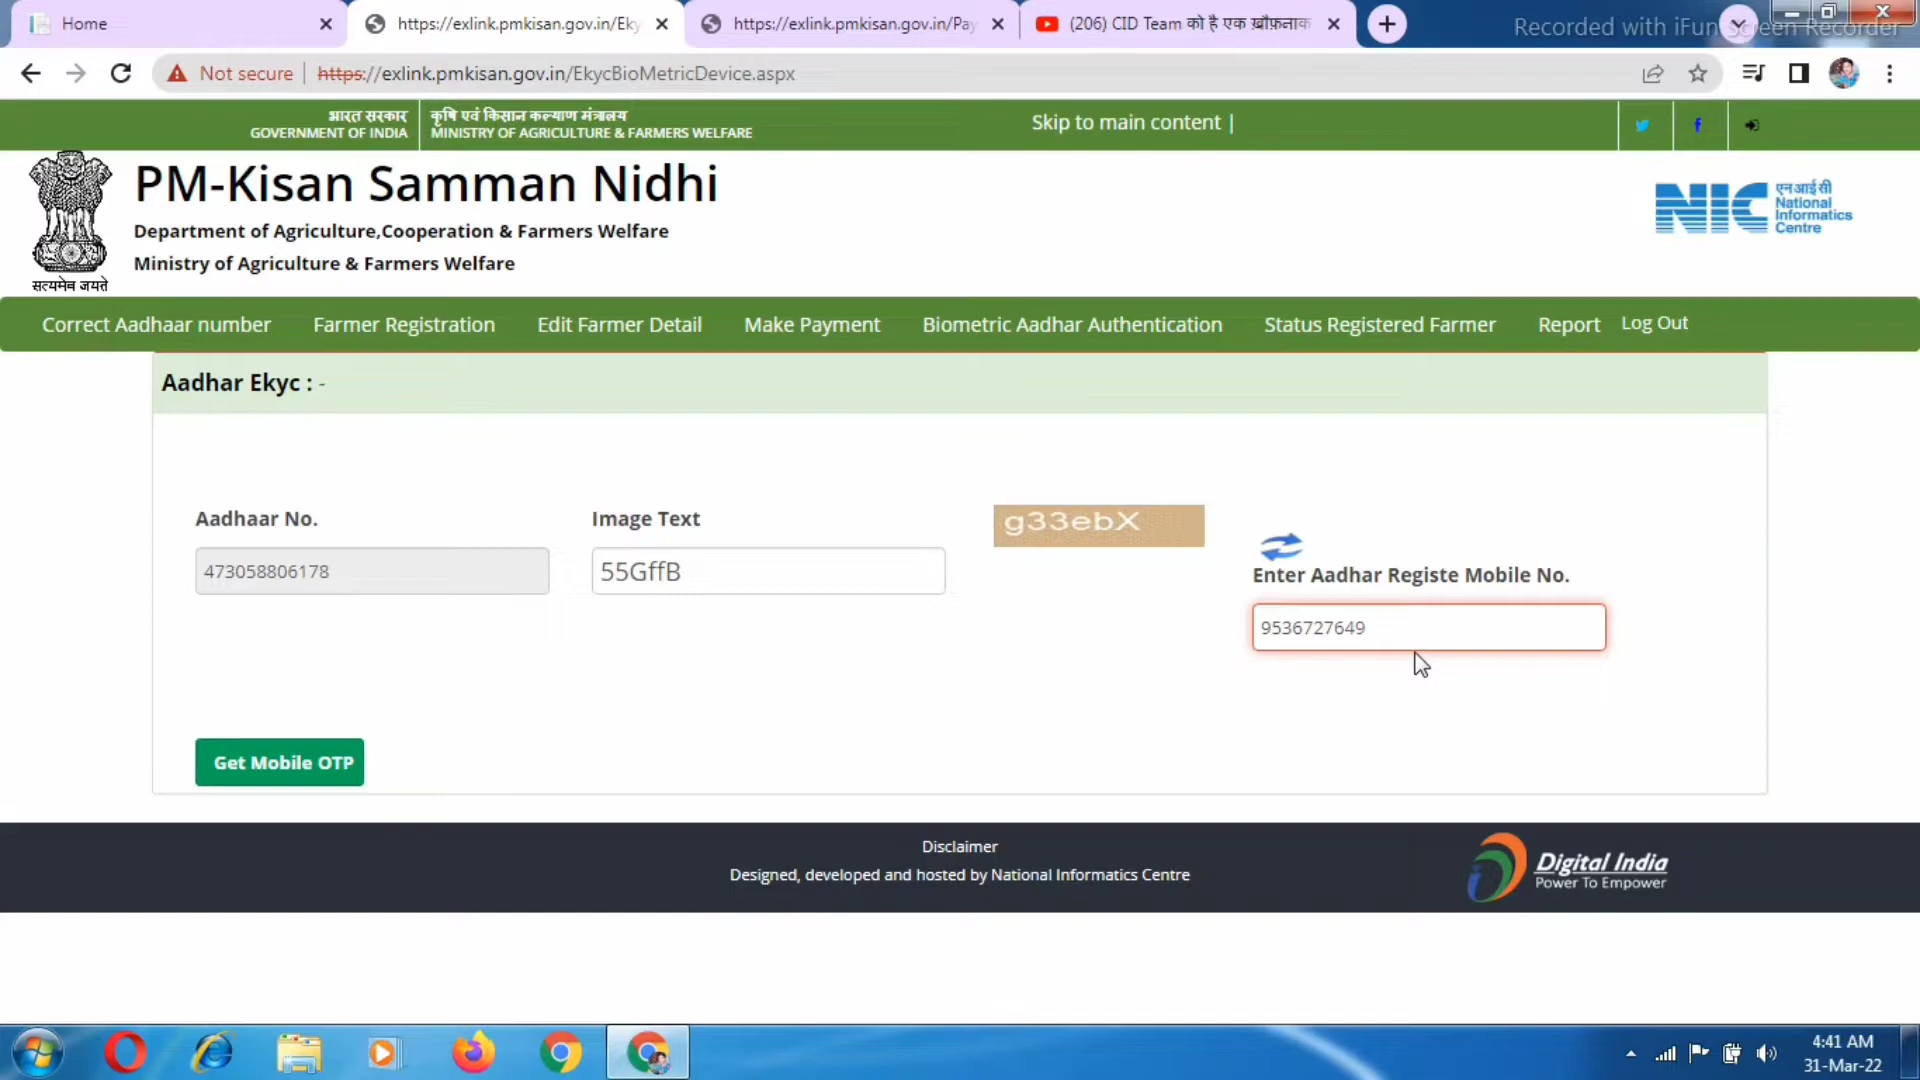 Home
https://exlink.pmkisan.gov.in/Eky
https://exlink.pmkisan.gov.in/Pay
(206) CID Team को है एक ख़ौफ़नाक
Recorded with iFun Screen Recorder
Not secure
https://exlink.pmkisan.gov.in/EkycBioMetricDevice.aspx
भारत सरकार
GOVERNMENT OF INDIA
कृषि एवं किसान कल्याण मंत्रालय
MINISTRY OF AGRICULTURE & FARMERS WELFARE
Skip to main content |
PM-Kisan Samman Nidhi
Department of Agriculture,Cooperation & Farmers Welfare
Ministry of Agriculture & Farmers Welfare
सत्यमेव जयते
NIC
एन आई सी
National
Informatics
Centre
Correct Aadhaar number Farmer Registration Edit Farmer Detail Make Payment Biometric Aadhar Authentication Status Registered Farmer Report Log Out
Aadhar Ekyc : -
Aadhaar No.
473058806178
Image Text
55GffB
g33ebX
Enter Aadhar Registe Mobile No.
9536727649
Get Mobile OTP
Disclaimer
Designed, developed and hosted by National Informatics Centre
Digital India
Power To Empower
4:41 AM
31-Mar-22